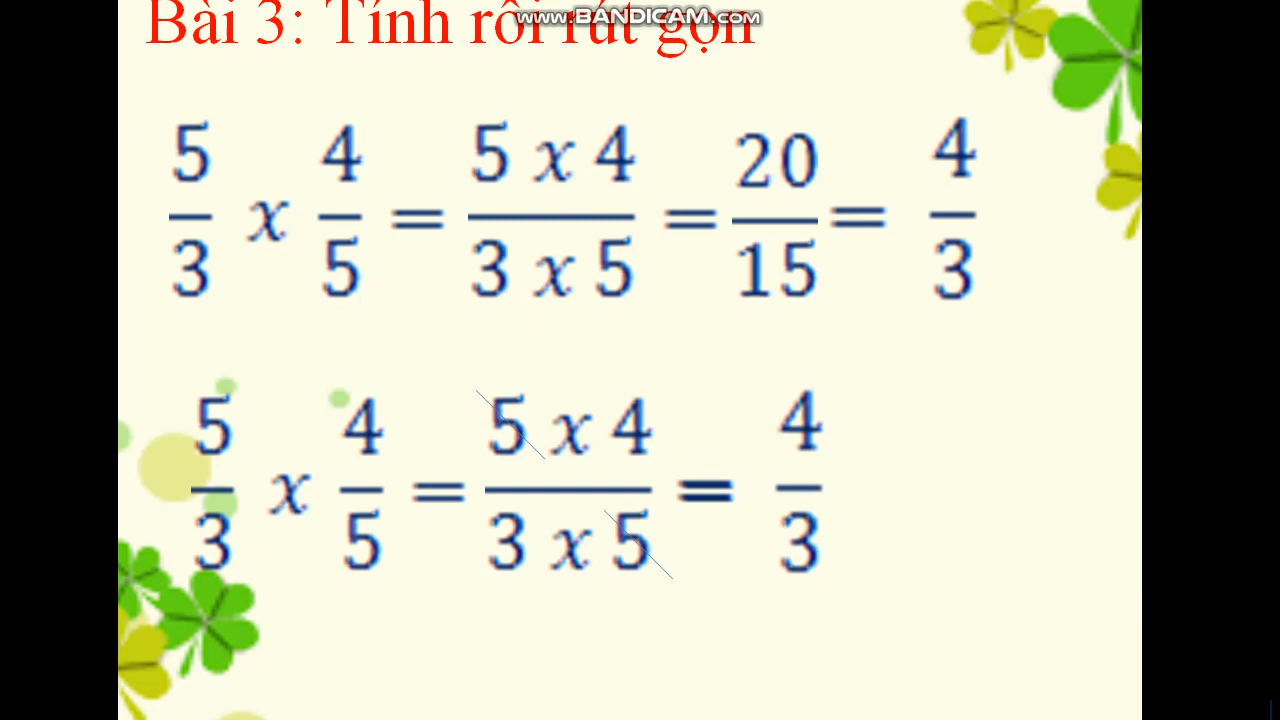 www.BANDICAM.com
Bài 3: Tính rồi rút gọn
5/3 x 4/5 = 5 x 4/3 x 5 = 20/15 = 4/3
5/3 x 4/5 = 5 x 4/3 x 5 = 4/3